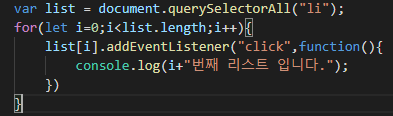 var list = document.querySelectorAll("li");
for(let i=0;i<list.length;i++){
    list[i].addEventListener("click",function(){
        console.log(i+"번째 리스트 입니다.");
    })
}